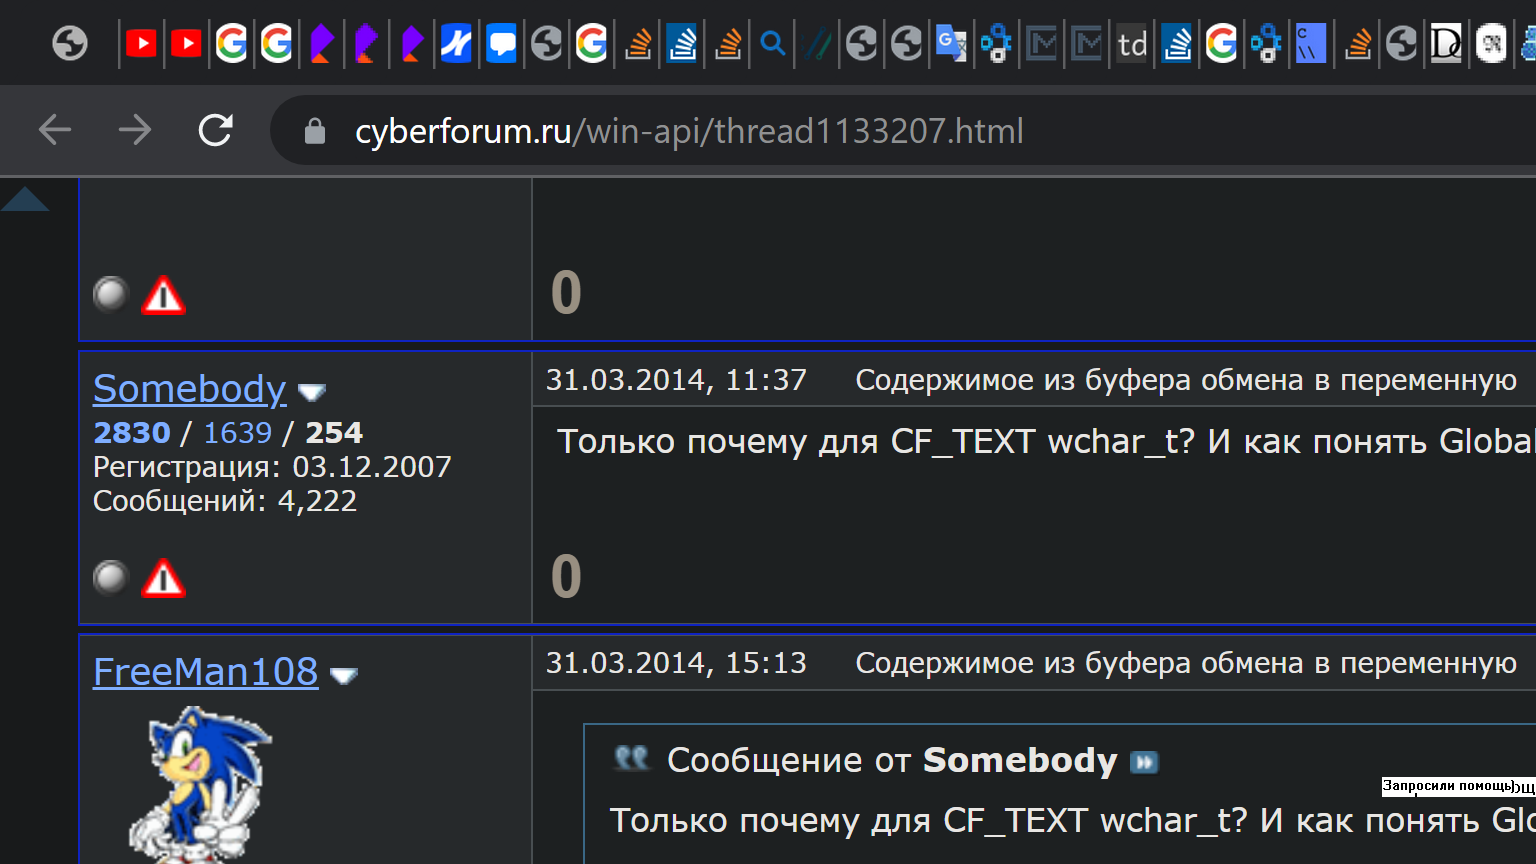 td
C
\\
D
cyberforum.ru/win-api/thread1133207.html
0
Somebody
2830 / 1639 / 254
Регистрация: 03.12.2007
Сообщений: 4,222
31.03.2014, 11:37 Содержимое из буфера обмена в переменную
Только почему для CF_TEXT wchar_t? И как понять Global
0
FreeMan108
31.03.2014, 15:13 Содержимое из буфера обмена в переменную
Сообщение от Somebody
Запросили помощь)
Только почему для CF_TEXT wchar_t? И как понять Glo